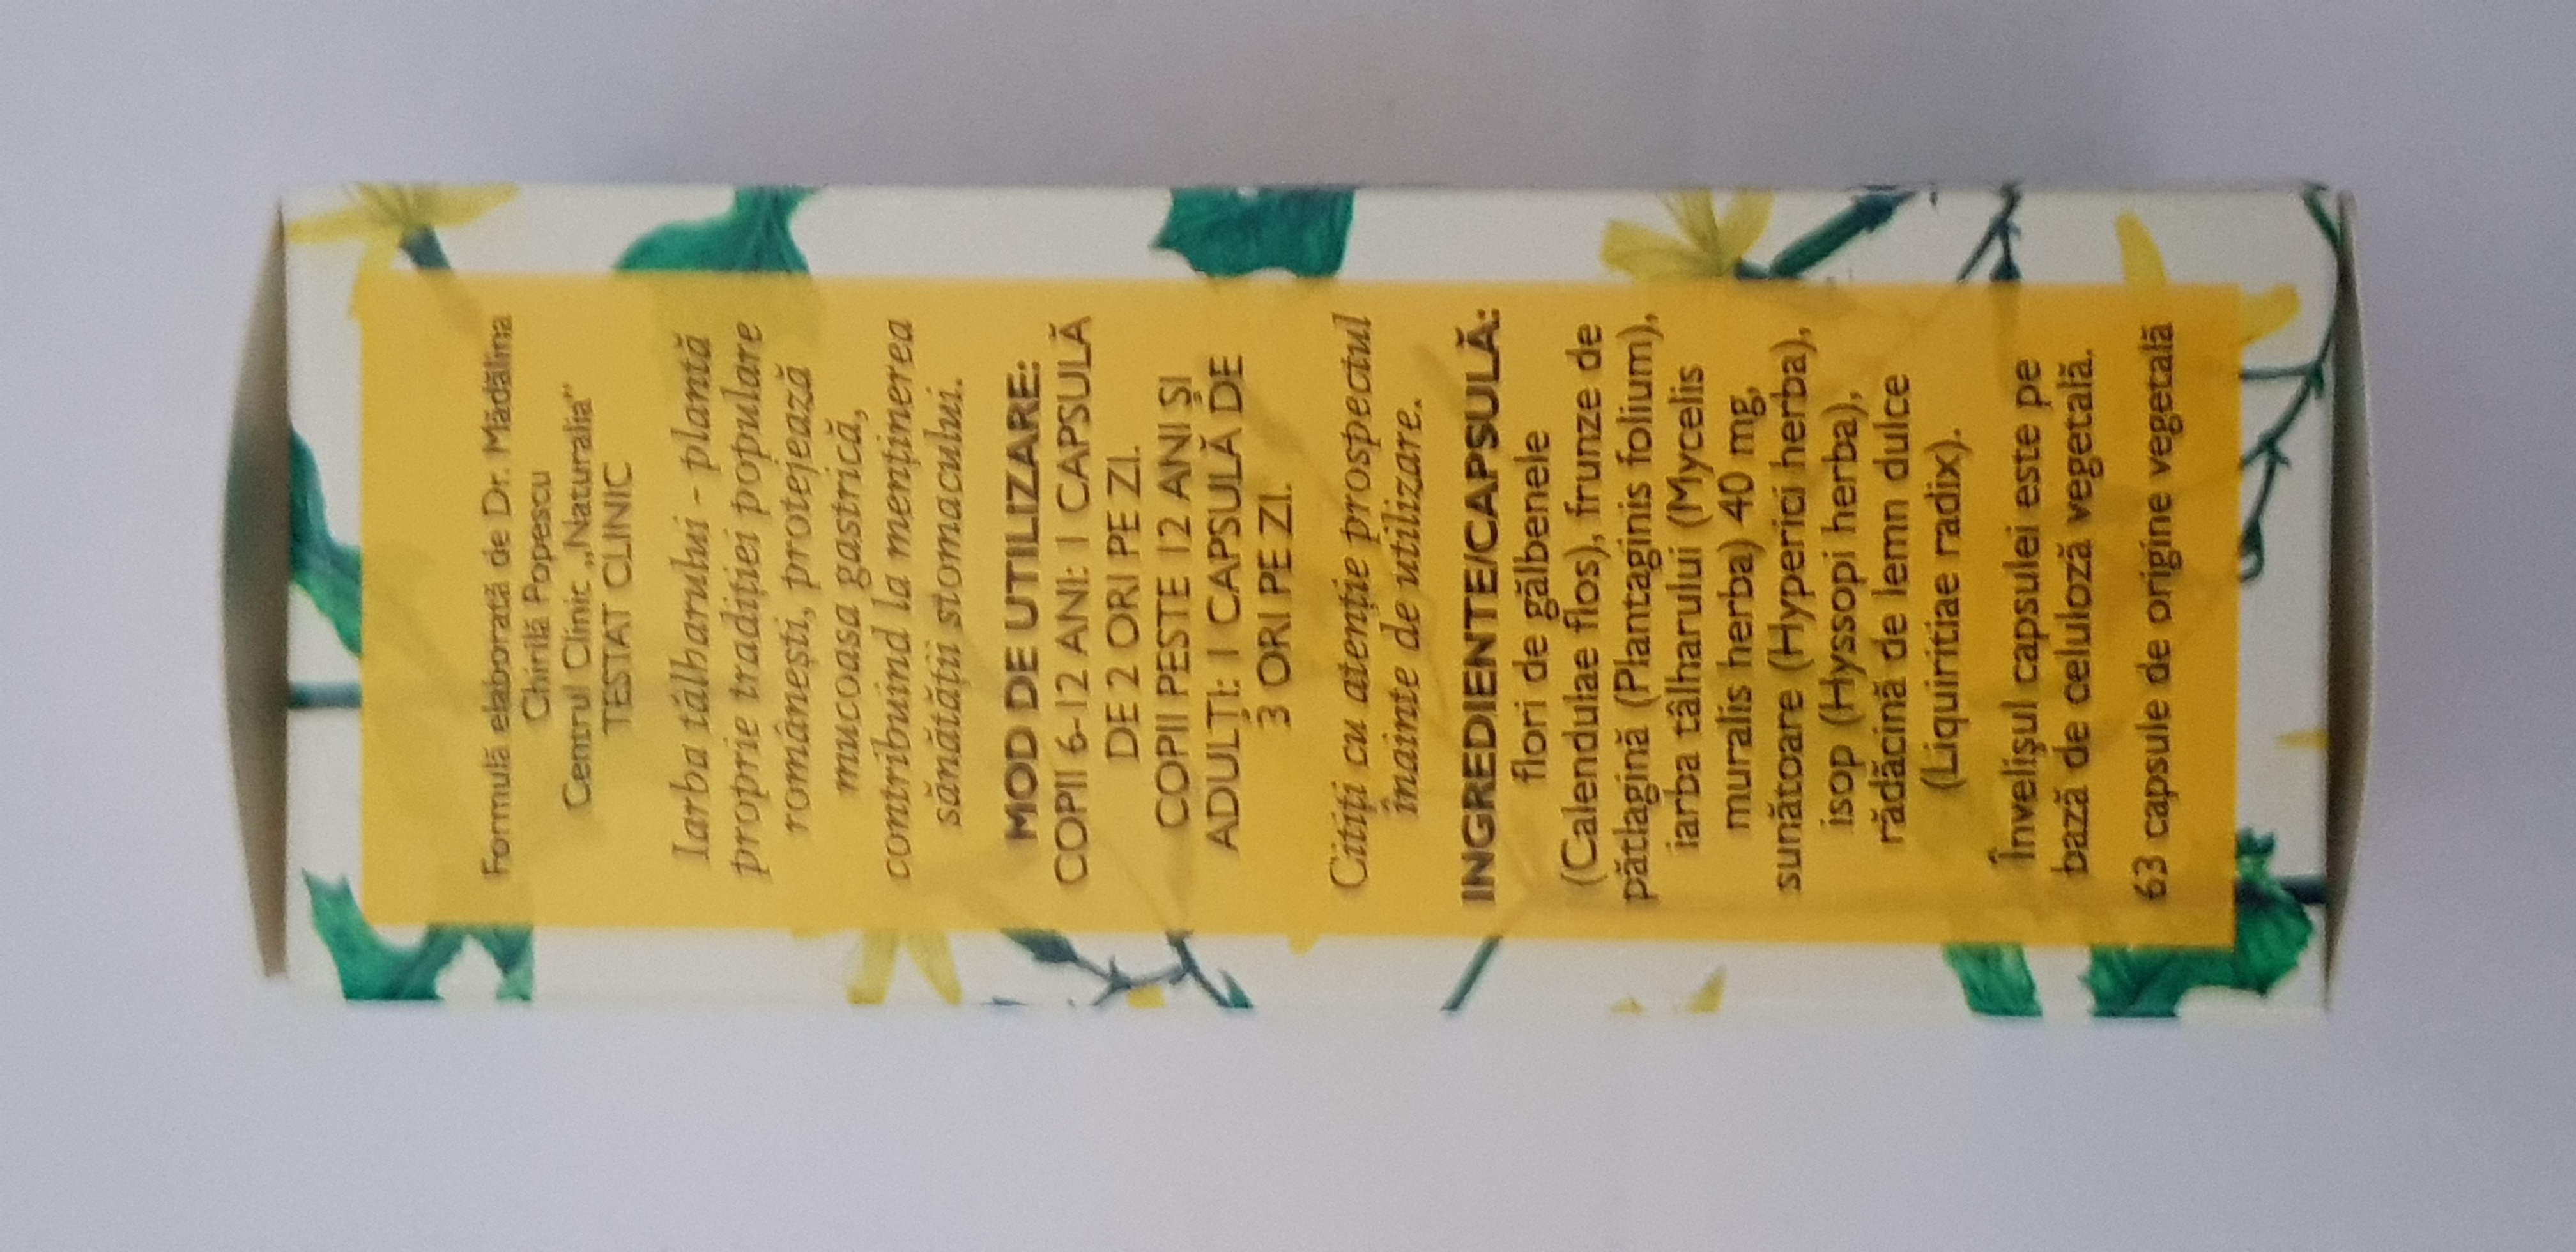 Formulă elaborată de Dr. Mădălina
Chirilă Popescu
Centrul Clinic „Naturalia”
TESTAT CLINIC
Iarba tâlharului - plantă
proprie tradiției populare
românești, protejează
mucoasa gastrică,
contribuind la menținerea
sănătății stomacului.
MOD DE UTILIZARE:
COPII 6-12 ANI: 1 CAPSULĂ
DE 2 ORI PE ZI.
COPII PESTE 12 ANI ȘI
ADULȚI: 1 CAPSULĂ DE
3 ORI PE ZI.
Citiți cu atenție prospectul
înainte de utilizare.
INGREDIENTE/CAPSULĂ:
flori de gălbenele
(Calendulae flos), frunze de
pătlagină (Plantaginis folium),
iarba tâlharului (Mycelis
muralis herba) 40 mg,
sunătoare (Hyperici herba),
isop (Hyssopi herba),
rădăcină de lemn dulce
(Liquiritiae radix).
Învelișul capsulei este pe
bază de celuloză vegetală.
63 capsule de origine vegetală